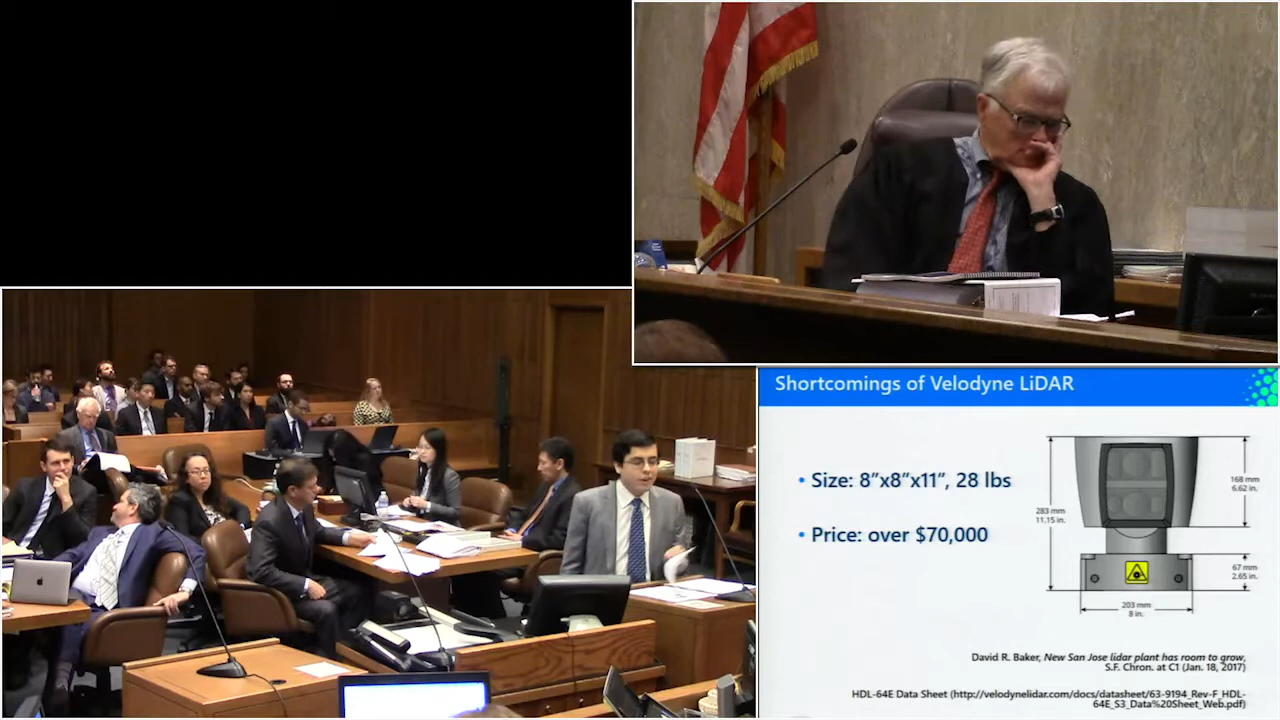 Shortcomings of Velodyne LiDAR
• Size: 8”x8”x11”, 28 lbs
• Price: over $70,000
283 mm
11.15 in.
168 mm
6.62 in.
67 mm
2.65 in.
203 mm
8 in.
David R. Baker, New San Jose lidar plant has room to grow,
S.F. Chron. at C1 (Jan. 18, 2017)
HDL-64E Data Sheet (http://velodynelidar.com/docs/datasheet/63-9194_Rev-F_HDL-
64E_S3_Data%20Sheet_Web.pdf)